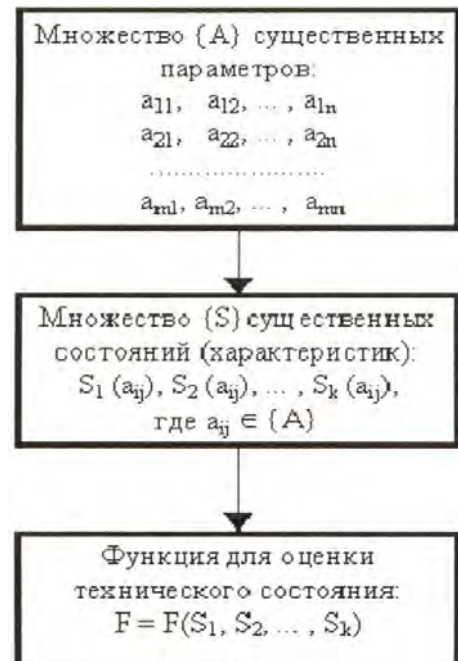 Множество {A} существенных
параметров:
a₁₁, a₁₂, ... , a₁ₙ
a₂₁, a₂₂, ... , a₂ₙ
........................
aₘ₁, aₘ₂, ... , aₘₙ
Множество {S} существенных
состояний (характеристик):
S₁ (aᵢⱼ), S₂ (aᵢⱼ), ... , Sₖ (aᵢⱼ),
где aᵢⱼ ∈ {A}
Функция для оценки
технического состояния:
F = F(S₁, S₂, ... , Sₖ)